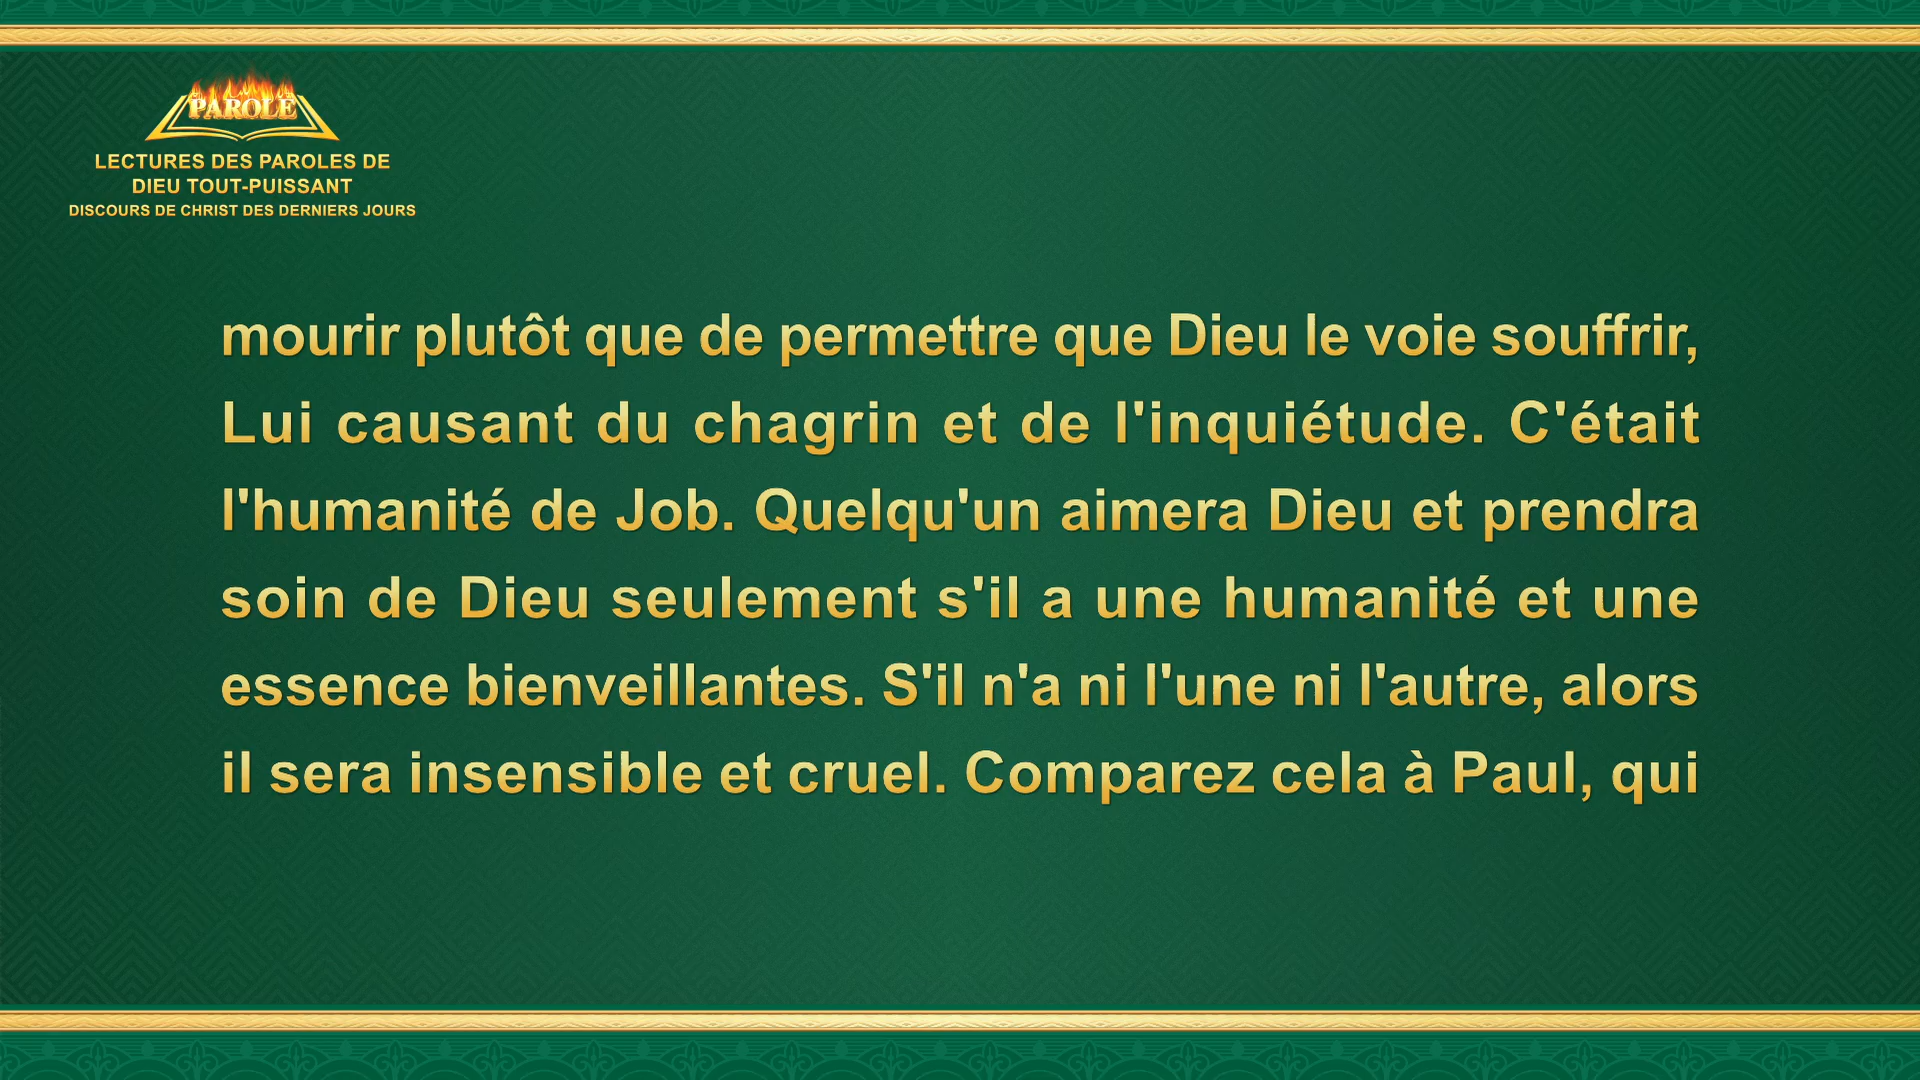 PAROLE
LECTURES DES PAROLES DE
DIEU TOUT-PUISSANT
DISCOURS DE CHRIST DES DERNIERS JOURS
mourir plutôt que de permettre que Dieu le voie souffrir,
Lui causant du chagrin et de l'inquiétude. C'était
l'humanité de Job. Quelqu'un aimera Dieu et prendra
soin de Dieu seulement s'il a une humanité et une
essence bienveillantes. S'il n'a ni l'une ni l'autre, alors
il sera insensible et cruel. Comparez cela à Paul, qui